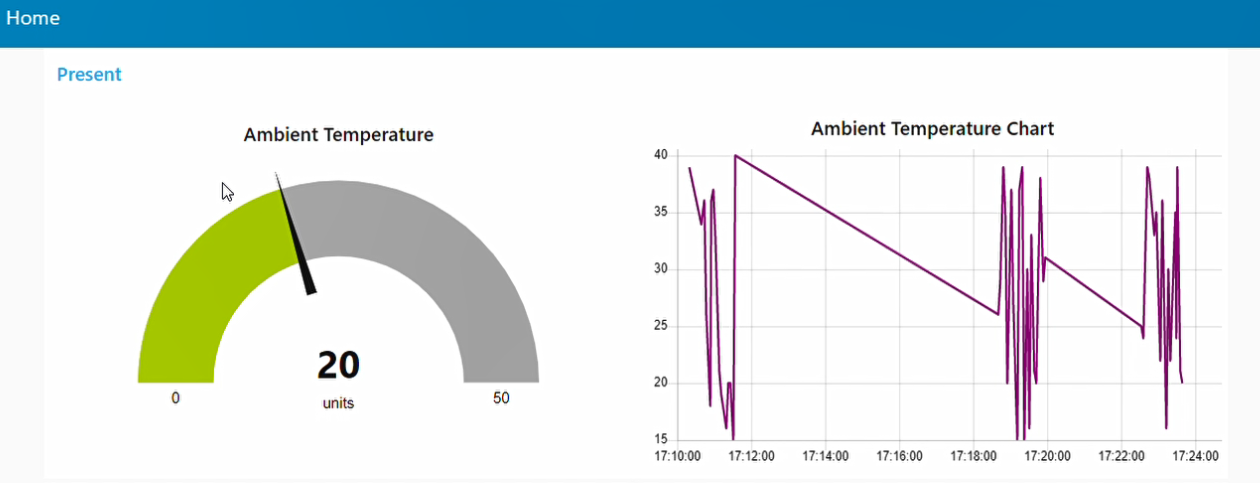 Home
Present
Ambient Temperature
20
units
0
50
Ambient Temperature Chart
40
35
30
25
20
15
17:10:00 17:12:00 17:14:00 17:16:00 17:18:00 17:20:00 17:22:00 17:24:00